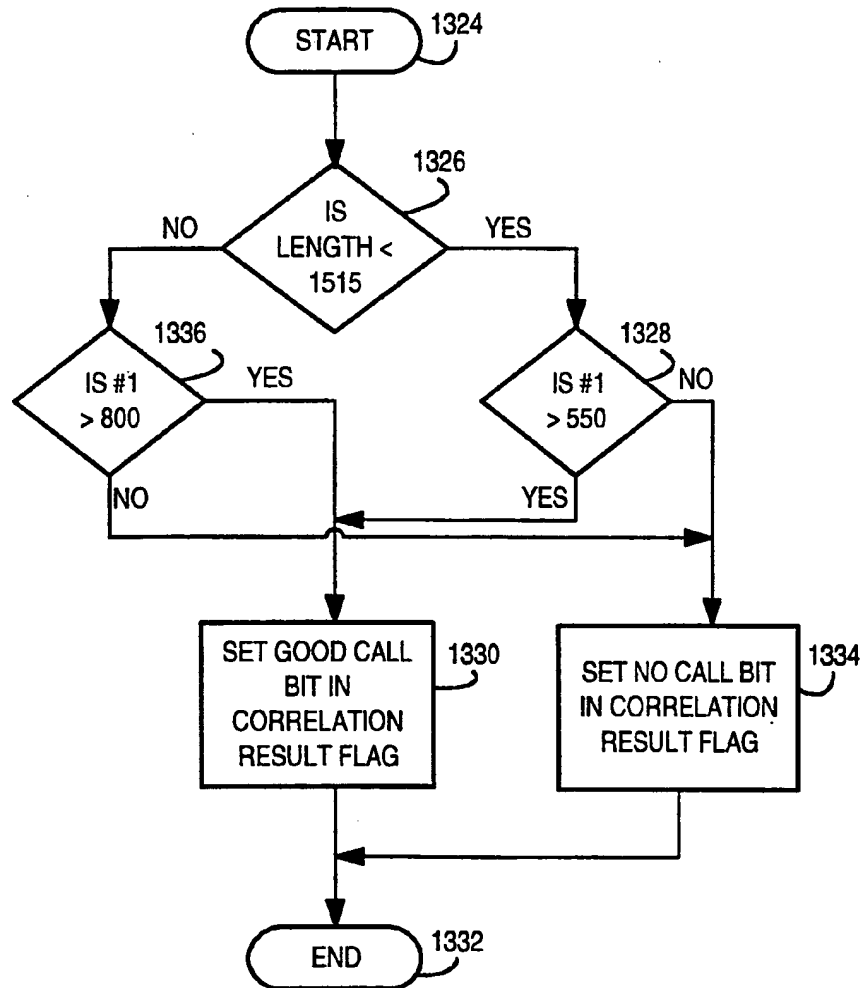 START
1324
1326
IS
LENGTH <
1515
NO
YES
1336
1328
IS #1
> 800
YES
IS #1
> 550
NO
NO
YES
SET GOOD CALL
BIT IN
CORRELATION
RESULT FLAG
1330
SET NO CALL BIT
IN CORRELATION
RESULT FLAG
1334
END
1332